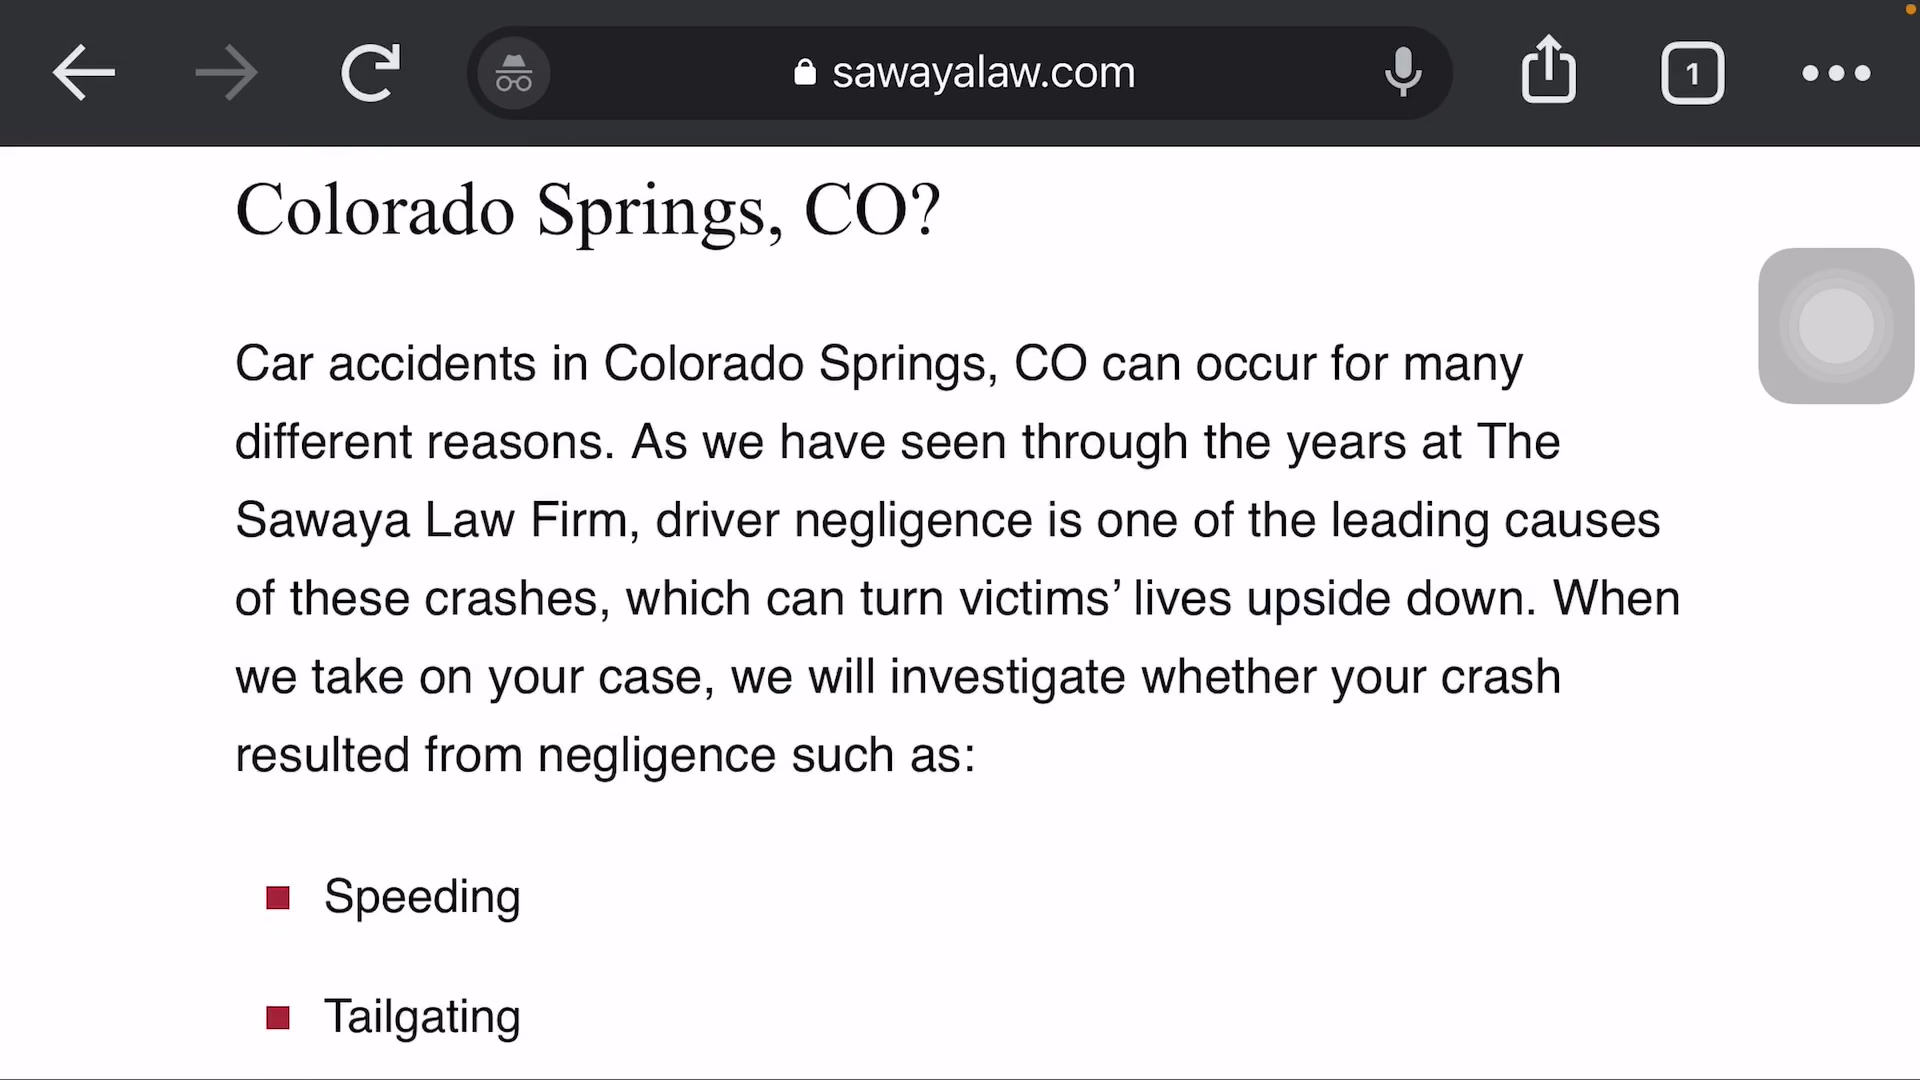 sawayalaw.com
1
Colorado Springs, CO?
Car accidents in Colorado Springs, CO can occur for many
different reasons. As we have seen through the years at The
Sawaya Law Firm, driver negligence is one of the leading causes
of these crashes, which can turn victims’ lives upside down. When
we take on your case, we will investigate whether your crash
resulted from negligence such as:
Speeding
Tailgating